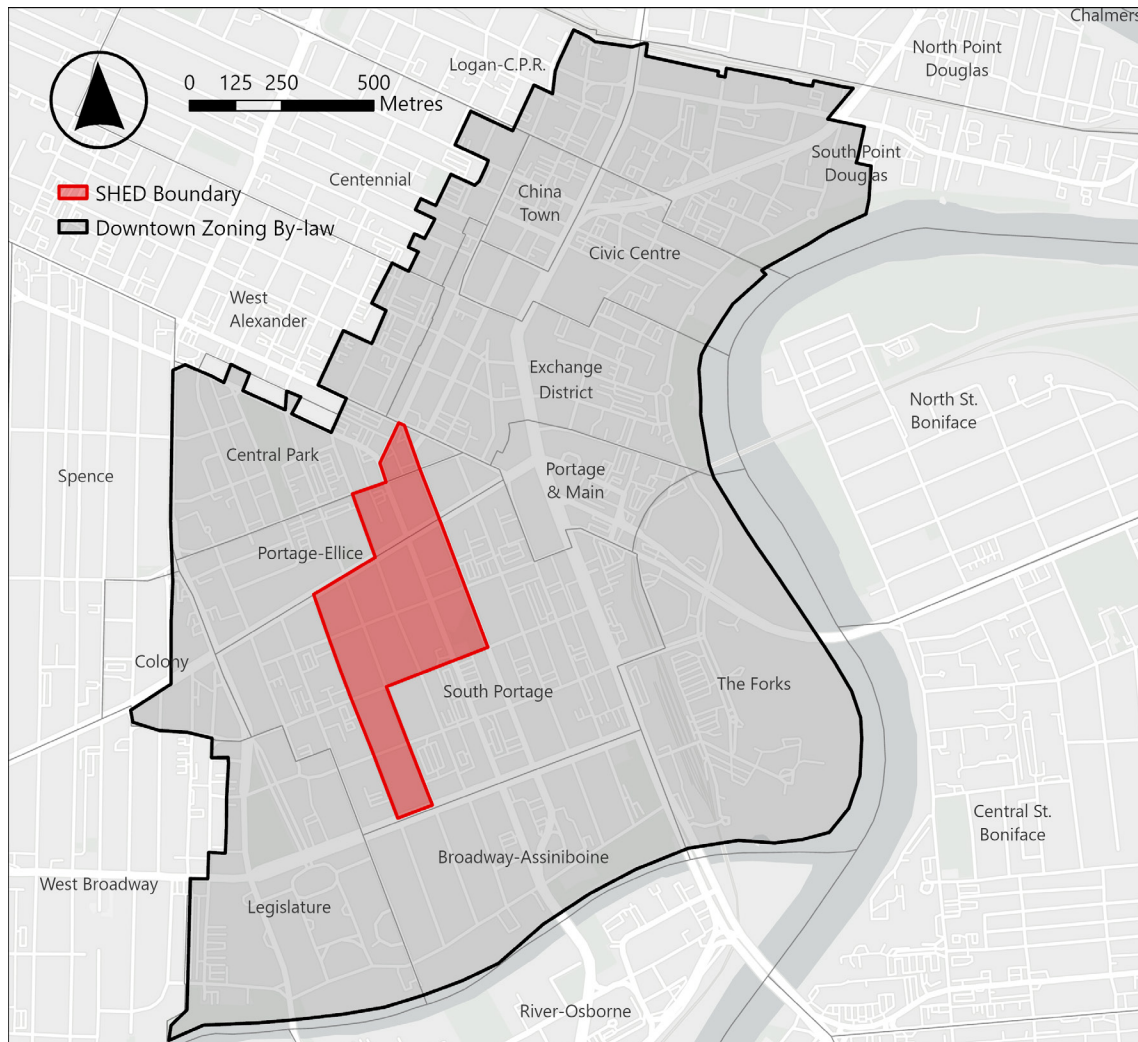 Chalmers
North Point
Douglas
Logan-C.P.R.
0 125 250 500
Metres
South Point
Douglas
Centennial
China
Town
SHED Boundary
Downtown Zoning By-law
Civic Centre
West
Alexander
Exchange
District
North St.
Boniface
Central Park
Spence
Portage
& Main
Portage-Ellice
Colony
South Portage
The Forks
Central St.
Boniface
Broadway-Assiniboine
West Broadway
Legislature
River-Osborne